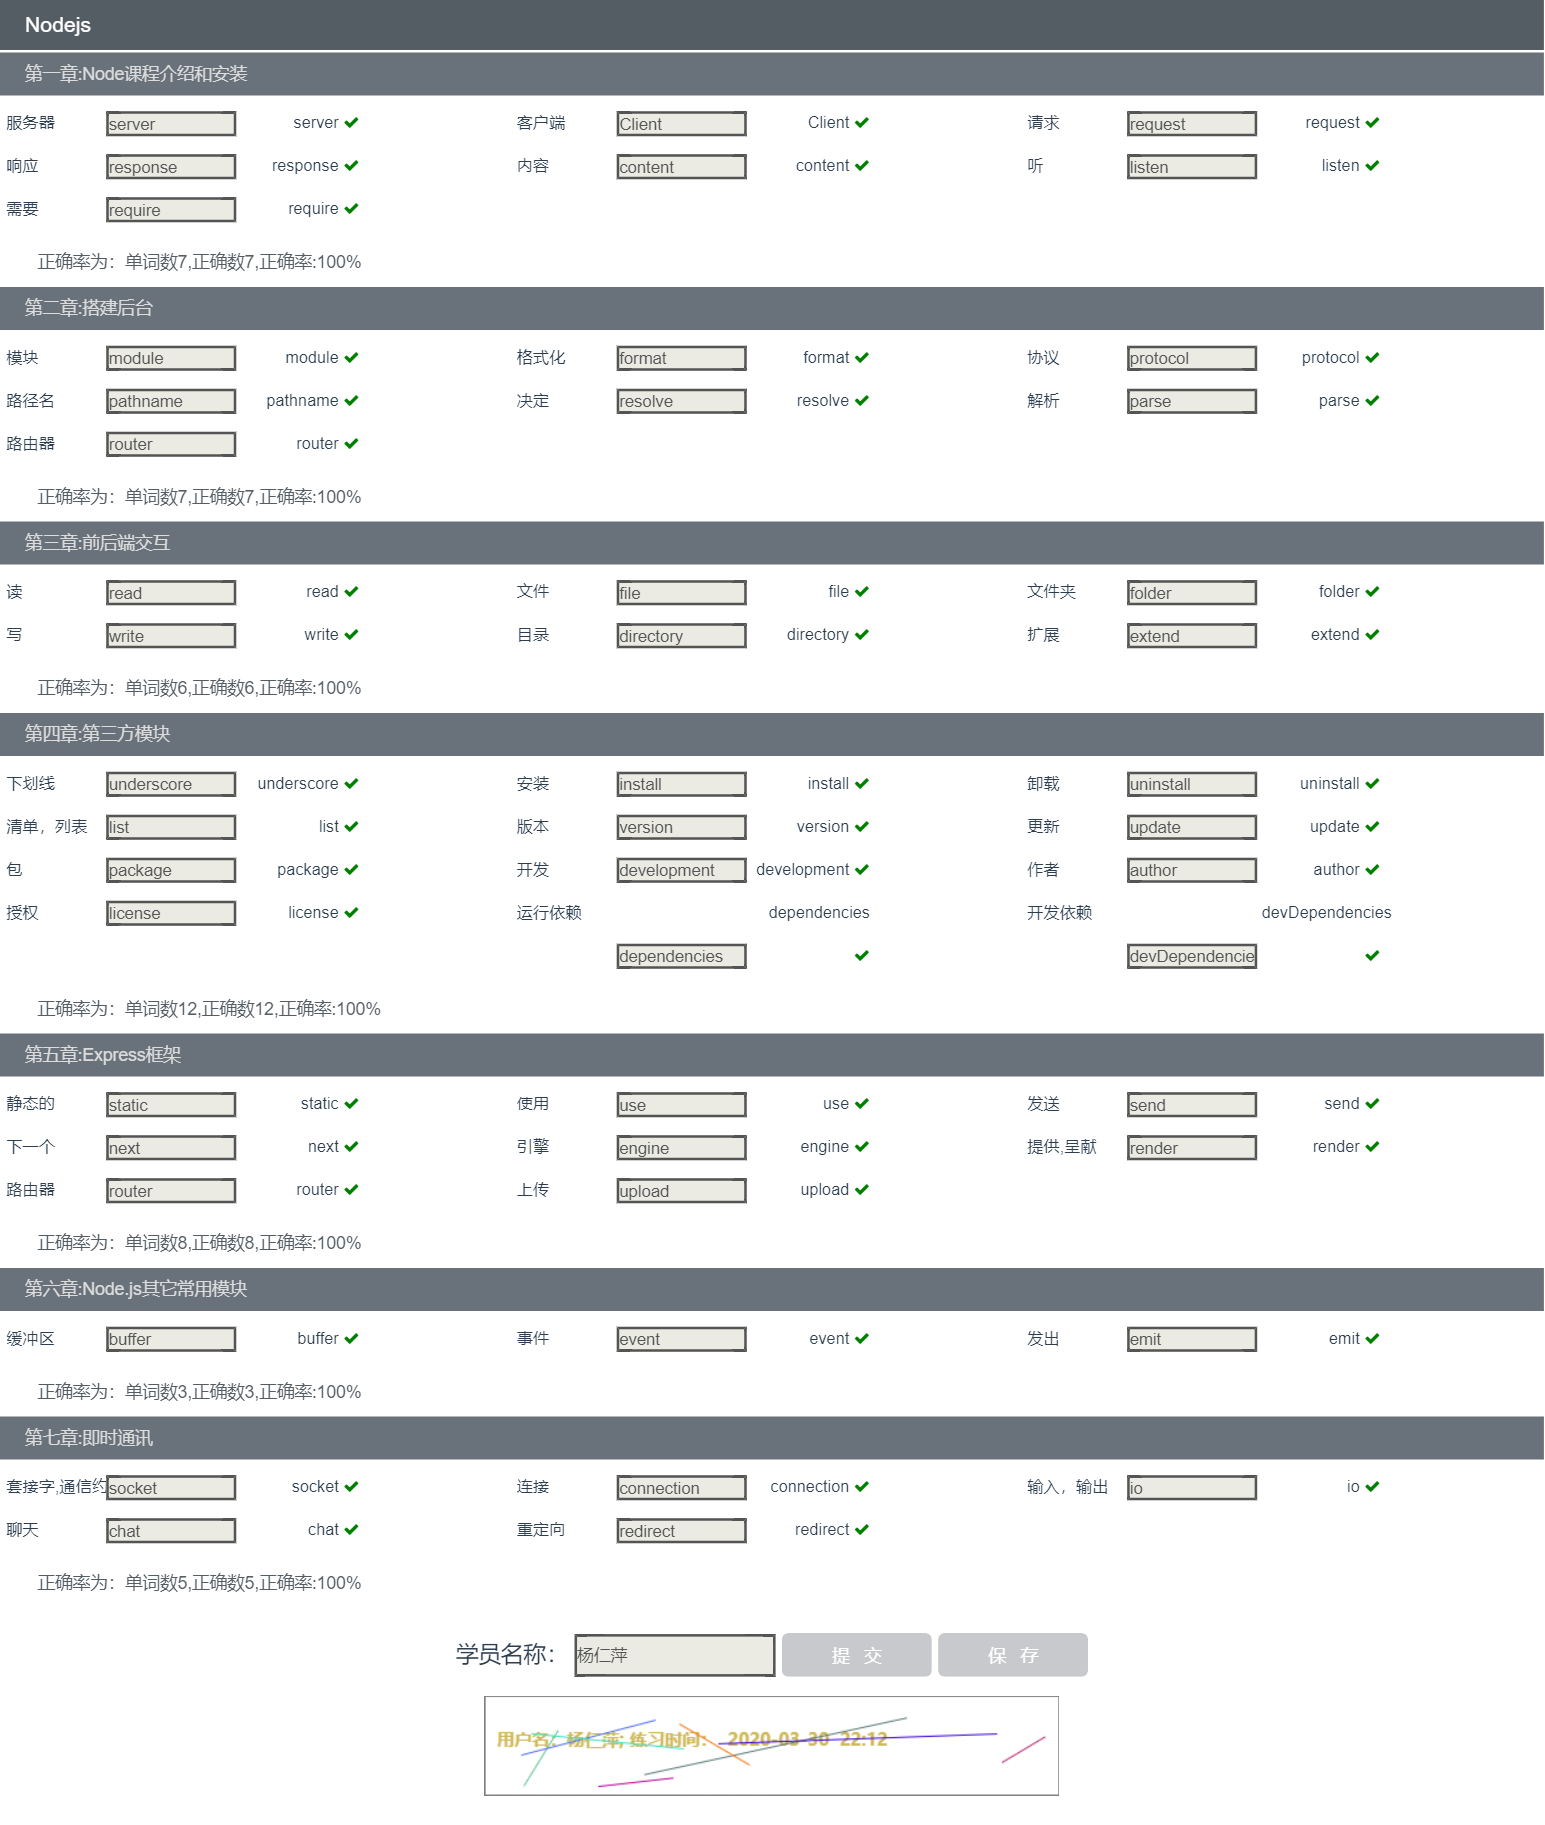 Nodejs
第一章:Node课程介绍和安装
服务器 server server 客户端 Client Client 请求 request request
响应 response response 内容 content content 听 listen listen
需要 require require
正确率为：单词数7,正确数7,正确率:100%
第二章:搭建后台
模块 module module 格式化 format format 协议 protocol protocol
路径名 pathname pathname 决定 resolve resolve 解析 parse parse
路由器 router router
正确率为：单词数7,正确数7,正确率:100%
第三章:前后端交互
读 read read 文件 file file 文件夹 folder folder
写 write write 目录 directory directory 扩展 extend extend
正确率为：单词数6,正确数6,正确率:100%
第四章:第三方模块
下划线 underscore underscore 安装 install install 卸载 uninstall uninstall
清单，列表 list list 版本 version version 更新 update update
包 package package 开发 development development 作者 author author
授权 license license 运行依赖 dependencies 开发依赖 devDependencies
dependencies devDependencie
正确率为：单词数12,正确数12,正确率:100%
第五章:Express框架
静态的 static static 使用 use use 发送 send send
下一个 next next 引擎 engine engine 提供,呈献 render render
路由器 router router 上传 upload upload
正确率为：单词数8,正确数8,正确率:100%
第六章:Node.js其它常用模块
缓冲区 buffer buffer 事件 event event 发出 emit emit
正确率为：单词数3,正确数3,正确率:100%
第七章:即时通讯
套接字,通信约 socket socket 连接 connection connection 输入，输出 io io
聊天 chat chat 重定向 redirect redirect
正确率为：单词数5,正确数5,正确率:100%
学员名称： 杨仁萍 提 交 保 存
用户名：杨仁萍; 练习时间： 2020-03-30 22:12